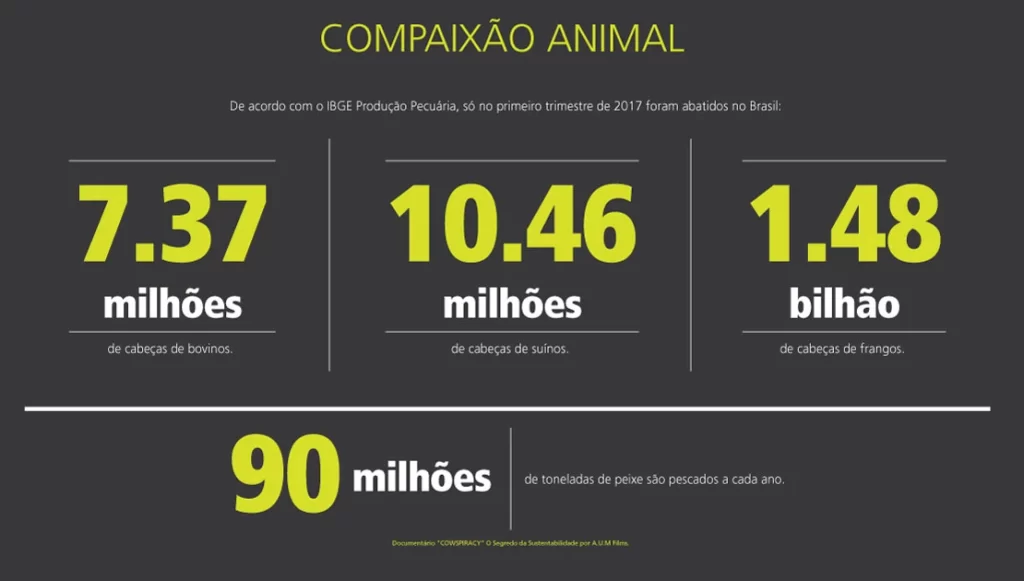 COMPAIXÃO ANIMAL
De acordo com o IBGE Produção Pecuária, só no primeiro trimestre de 2017 foram abatidos no Brasil:
7.37
milhões
de cabeças de bovinos.
10.46
milhões
de cabeças de suínos.
1.48
bilhão
de cabeças de frangos.
90 milhões
de toneladas de peixe são pescados a cada ano.
Documentário "COWSPIRACY" O Segredo da Sustentabilidade por A.U.M Films.